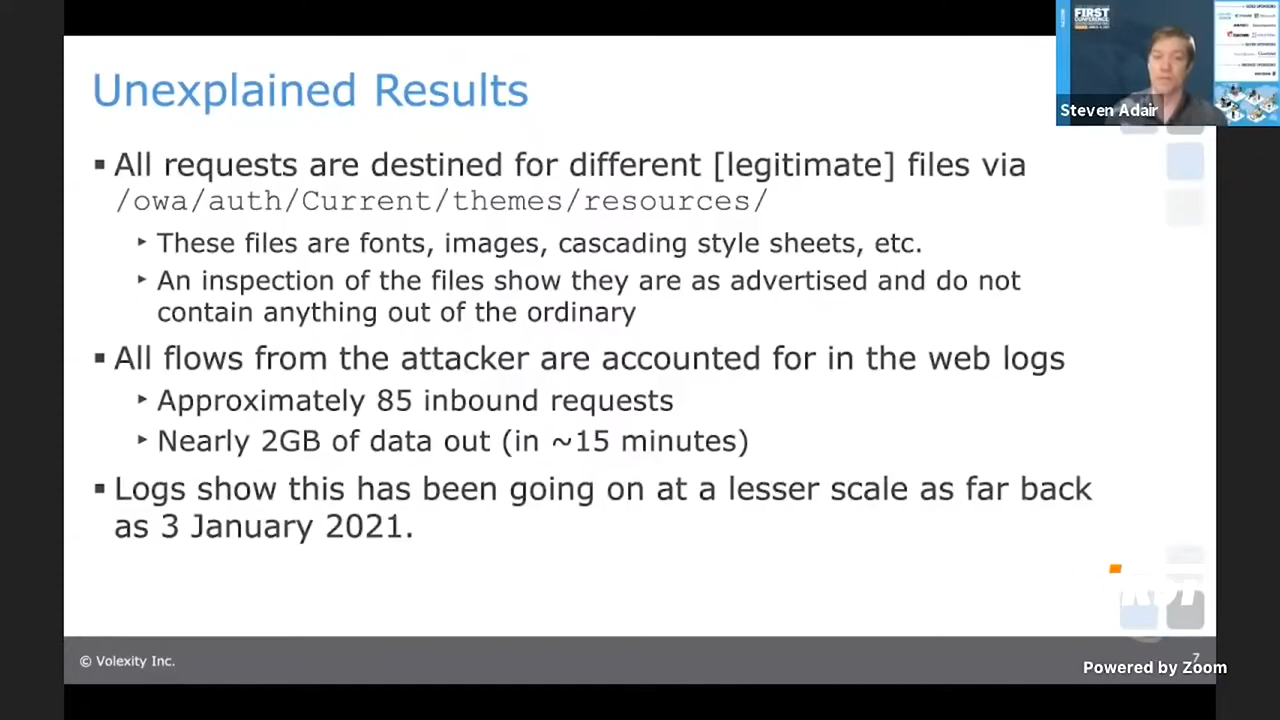 Unexplained Results
▪ All requests are destined for different [legitimate] files via
/owa/auth/Current/themes/resources/
‣ These files are fonts, images, cascading style sheets, etc.
‣ An inspection of the files show they are as advertised and do not
contain anything out of the ordinary
▪ All flows from the attacker are accounted for in the web logs
‣ Approximately 85 inbound requests
‣ Nearly 2GB of data out (in ~15 minutes)
▪ Logs show this has been going on at a lesser scale as far back
as 3 January 2021.
FIRST
CONFERENCE
Steven Adair
© Volexity Inc.
7
Powered by Zoom